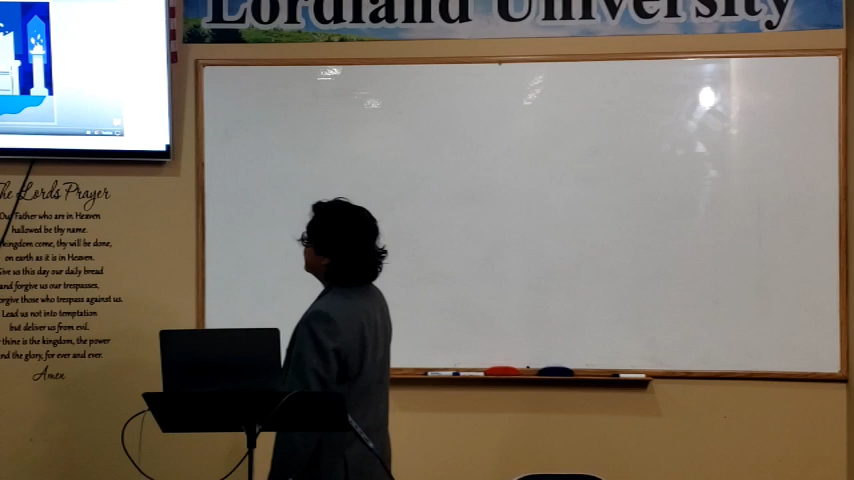 Lordland University
The Lords Prayer
Our Father who are in Heaven
hallowed be thy name.
kingdom come, thy will be done,
on earth as it is in Heaven.
Give us this day our daily bread
and forgive us our trespasses,
forgive those who trespass against us.
Lead us not into temptation
but deliver us from evil.
thine is the kingdom, the power
and the glory, for ever and ever.
Amen